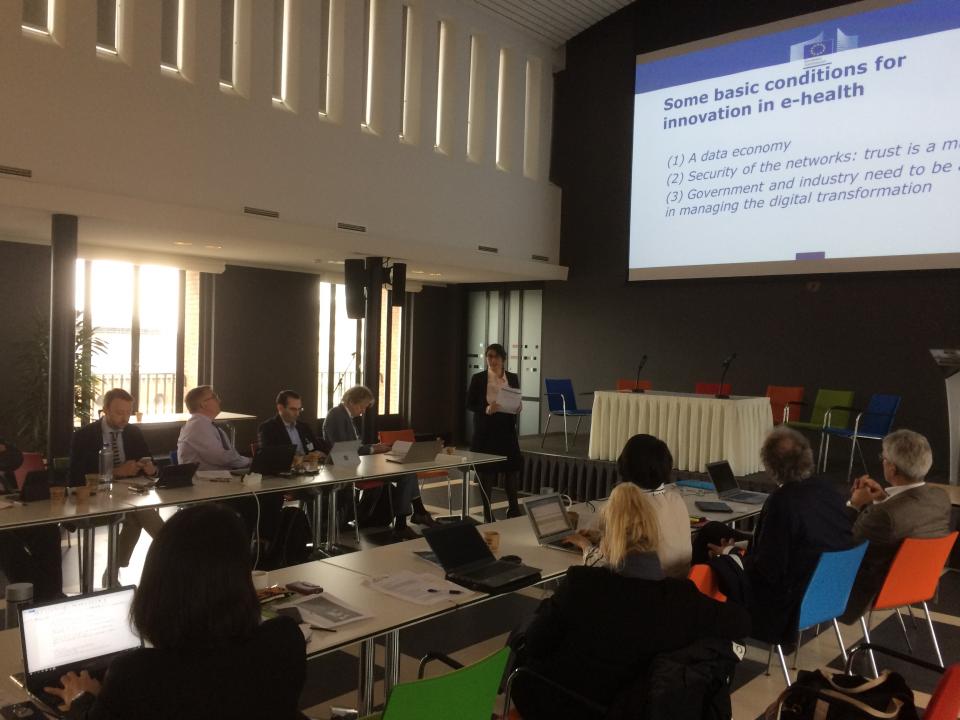 Some basic conditions for
innovation in e-health
(1) A data economy
(2) Security of the networks: trust is a
(3) Government and industry need to be
in managing the digital transformation